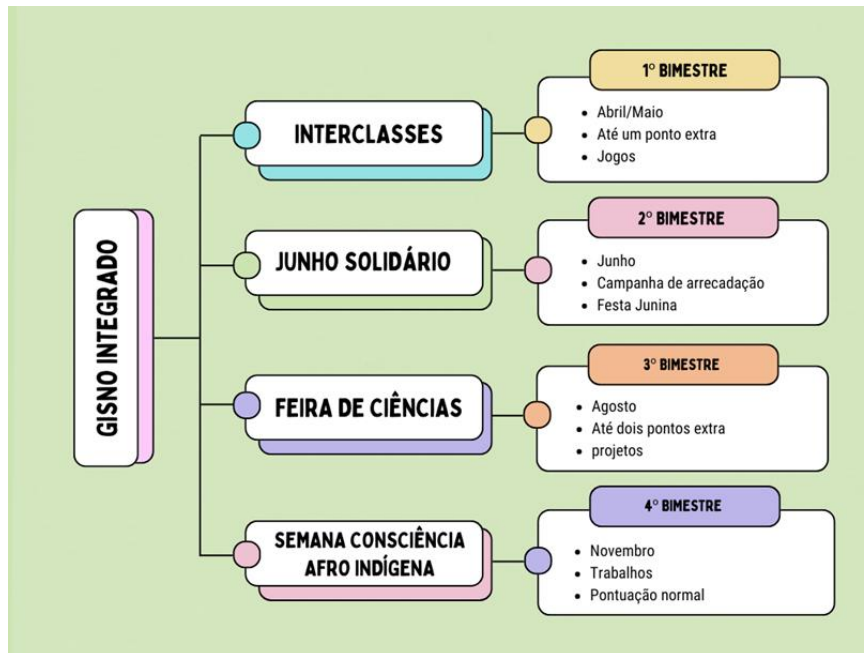 GISNO INTEGRADO
INTERCLASSES
1º BIMESTRE
• Abril/Maio
• Até um ponto extra
• Jogos
JUNHO SOLIDÁRIO
2º BIMESTRE
• Junho
• Campanha de arrecadação
• Festa Junina
FEIRA DE CIÊNCIAS
3º BIMESTRE
• Agosto
• Até dois pontos extra
• projetos
SEMANA CONSCIÊNCIA
AFRO INDÍGENA
4º BIMESTRE
• Novembro
• Trabalhos
• Pontuação normal